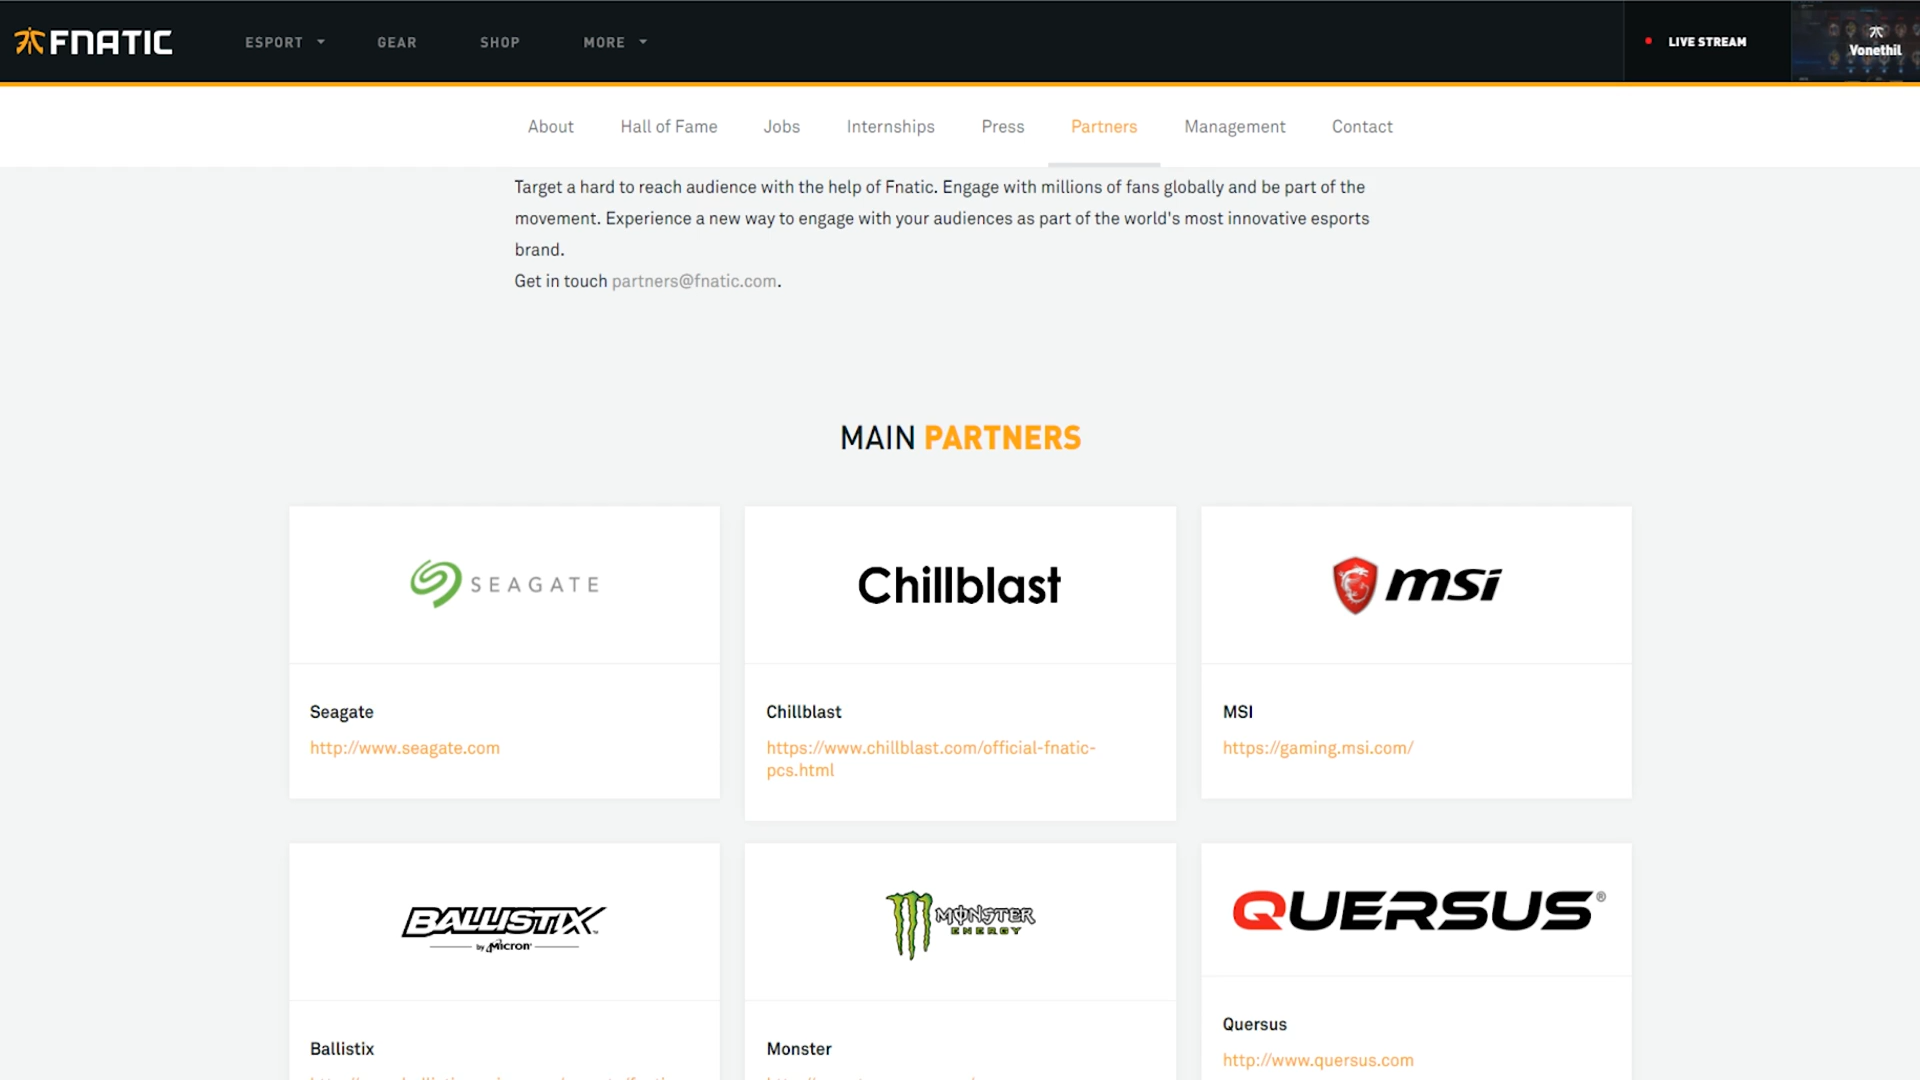 FNATIC
ESPORT
GEAR
SHOP
MORE
LIVE STREAM
Vonethil
About
Hall of Fame
Jobs
Internships
Press
Partners
Management
Contact
Target a hard to reach audience with the help of Fnatic. Engage with millions of fans globally and be part of the
movement. Experience a new way to engage with your audiences as part of the world's most innovative esports
brand.
Get in touch partners@fnatic.com.
MAIN PARTNERS
SEAGATE
Chillblast
msi
Seagate
http://www.seagate.com
Chillblast
https://www.chillblast.com/official-fnatic-
pcs.html
MSI
https://gaming.msi.com/
BALLISTIX
by Micron
MONSTER
ENERGY
QUERSUS®
Ballistix
Monster
Quersus
http://www.quersus.com